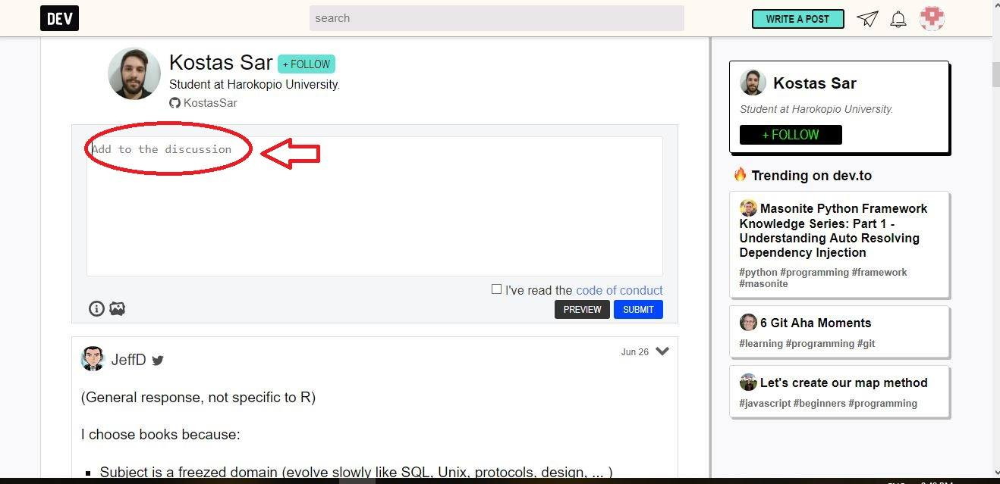 DEV
search
WRITE A POST
Kostas Sar + FOLLOW
Student at Harokopio University.
KostasSar
Add to the discussion
I've read the code of conduct
PREVIEW SUBMIT
JeffD
Jun 26
(General response, not specific to R)
I choose books because:
Subject is a freezed domain (evolve slowly like SQL, Unix, protocols, design, ... )
Kostas Sar
Student at Harokopio University.
+ FOLLOW
Trending on dev.to
Masonite Python Framework
Knowledge Series: Part 1 -
Understanding Auto Resolving
Dependency Injection
#python #programming #framework
#masonite
6 Git Aha Moments
#learning #programming #git
Let's create our map method
#javascript #beginners #programming